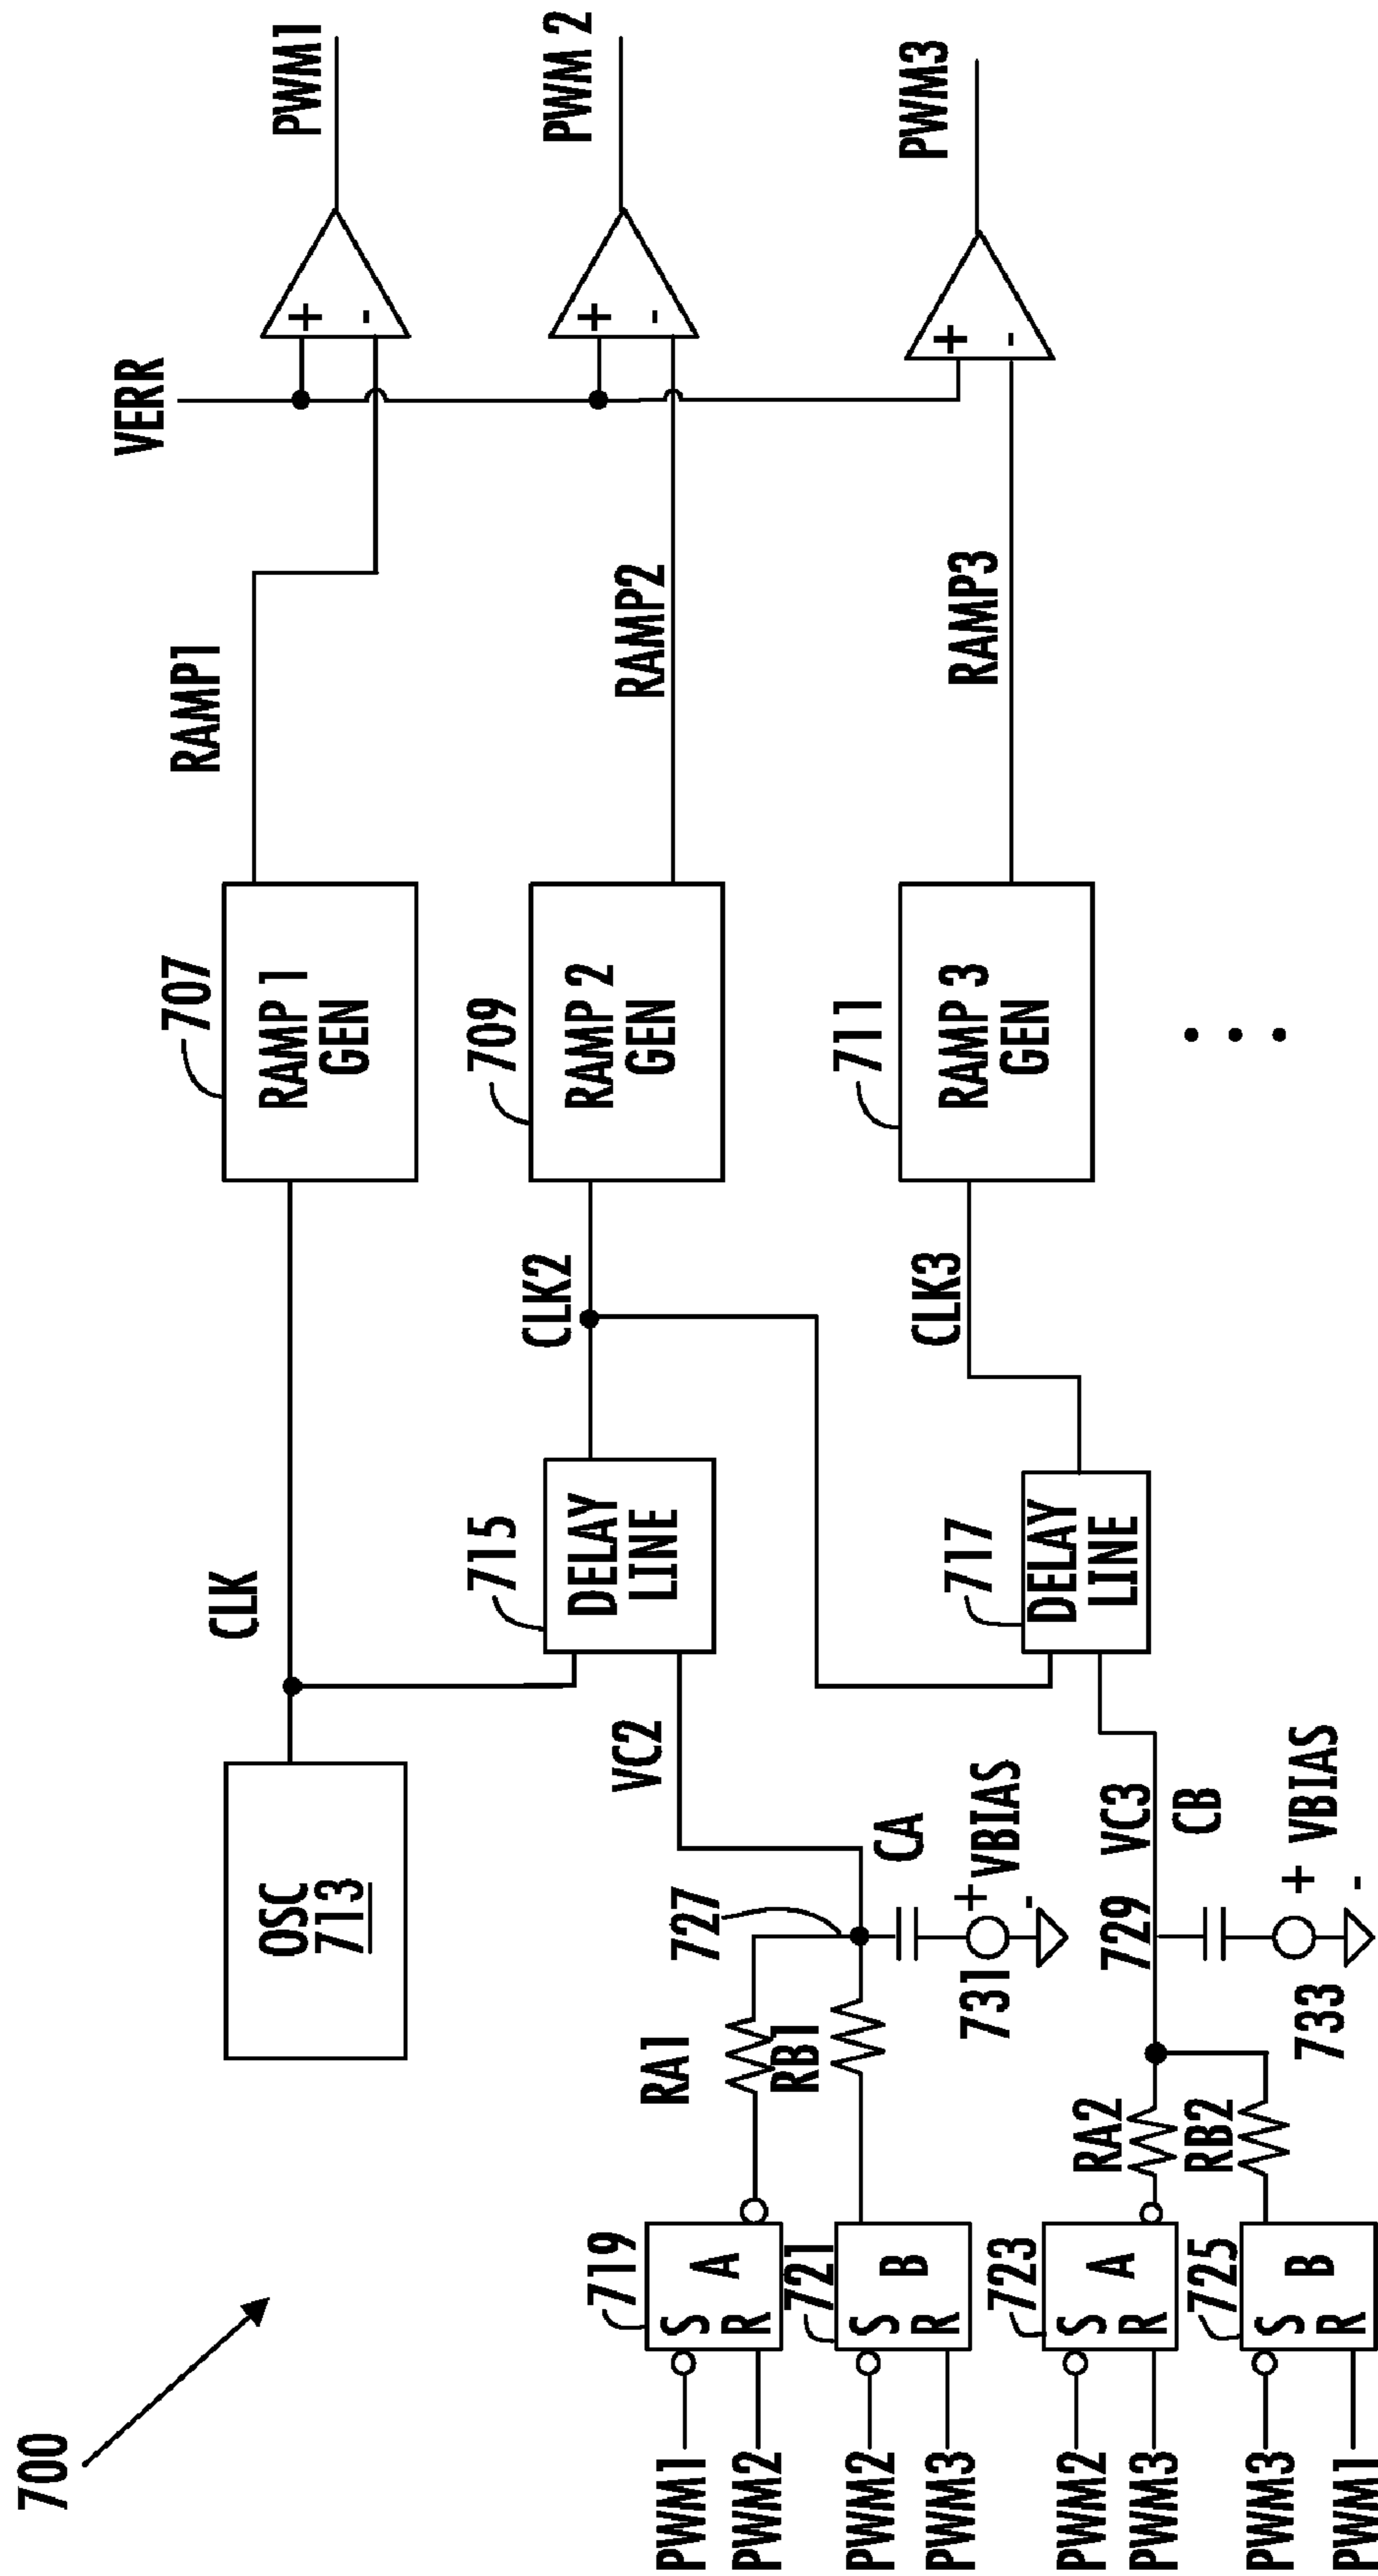 700
OSC
713
CLK
707
RAMP 1
GEN
RAMP1
VERR
+
-
PWM1
715
DELAY
LINE
VC2
CLK2
709
RAMP 2
GEN
RAMP2
+
-
PWM 2
717
DELAY
LINE
CLK3
711
RAMP 3
GEN
RAMP3
+
-
PWM3
PWM1
PWM2
719
S
R
A
RA1
727
PWM2
PWM3
721
S
R
B
RB1
CA
731
+
VBIAS
-
PWM2
PWM3
723
S
R
A
RA2
729
VC3
CB
PWM3
PWM1
725
S
R
B
RB2
733
+
VBIAS
-